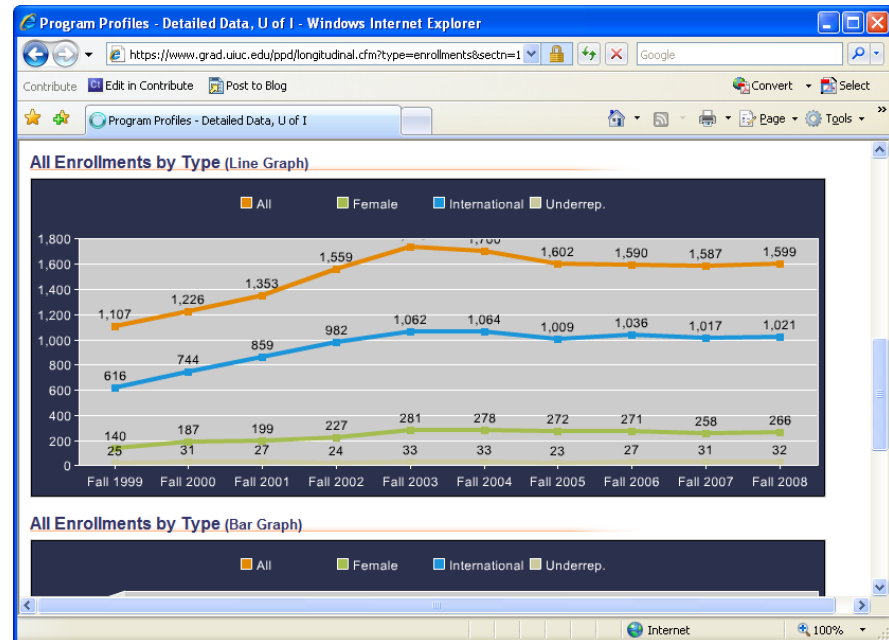 Program Profiles - Detailed Data, U of I - Windows Internet Explorer
https://www.grad.uiuc.edu/ppd/longitudinal.cfm?type=enrollments&sectn=1
Google
Contribute Edit in Contribute Post to Blog Convert Select
Program Profiles - Detailed Data, U of I Page Tools »
All Enrollments by Type (Line Graph)
All Female International Underrep.
1,800
1,600
1,400
1,200
1,000
800
600
400
200
0
1,107 1,226 1,353 1,559 1,602 1,590 1,587 1,599
616 744 859 982 1,062 1,064 1,009 1,036 1,017 1,021
140 187 199 227 281 278 272 271 258 266
25 31 27 24 33 33 23 27 31 32
Fall 1999 Fall 2000 Fall 2001 Fall 2002 Fall 2003 Fall 2004 Fall 2005 Fall 2006 Fall 2007 Fall 2008
All Enrollments by Type (Bar Graph)
All Female International Underrep.
Internet 100%